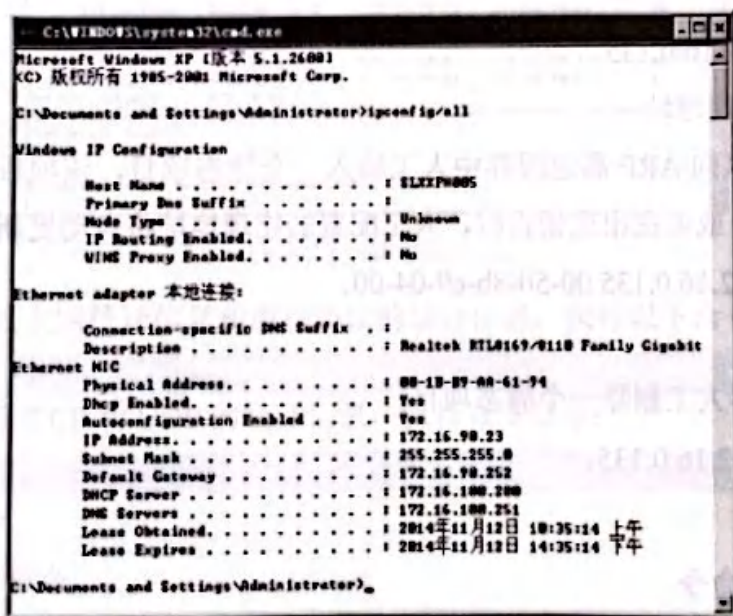 C:\WINDOWS\system32\cmd.exe
Microsoft Windows XP [版本 5.1.2600]
(C) 版权所有 1985-2001 Microsoft Corp.
C:\Documents and Settings\Administrator>ipconfig/all
Windows IP Configuration
Host Name . . . . . . . . . . . . :
Primary Dns Suffix . . . . . . . :
Node Type . . . . . . . . . . . . : Unknown
IP Routing Enabled. . . . . . . . : No
WINS Proxy Enabled. . . . . . . . : No
Ethernet adapter 本地连接:
Connection-specific DNS Suffix . :
Description . . . . . . . . . . . : Realtek RTL8169/8110 Family Gigabit
Ethernet NIC
Physical Address. . . . . . . . . :
Dhcp Enabled. . . . . . . . . . . : Yes
Autoconfiguration Enabled . . . . : Yes
IP Address. . . . . . . . . . . . : 172.16.90.23
Subnet Mask . . . . . . . . . . . : 255.255.255.0
Default Gateway . . . . . . . . . : 172.16.90.252
DHCP Server . . . . . . . . . . . : 172.16.100.200
DNS Servers . . . . . . . . . . . : 172.16.100.251
Lease Obtained. . . . . . . . . . : 2014年11月12日 10:35:14 上午
Lease Expires . . . . . . . . . . : 2014年11月12日 14:35:14 下午
C:\Documents and Settings\Administrator>_